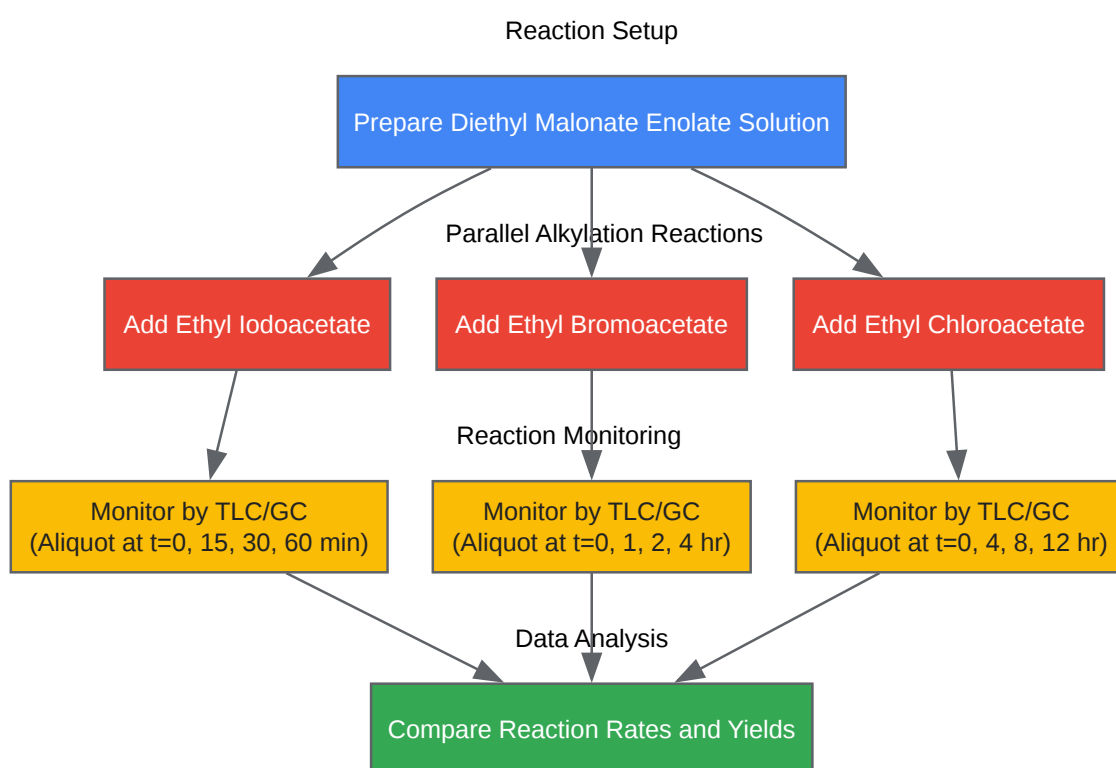 Reaction Setup
Prepare Diethyl Malonate Enolate Solution
Parallel Alkylation Reactions
Add Ethyl Iodoacetate
Add Ethyl Bromoacetate
Add Ethyl Chloroacetate
Reaction Monitoring
Monitor by TLC/GC
(Aliquot at t=0, 15, 30, 60 min)
Monitor by TLC/GC
(Aliquot at t=0, 1, 2, 4 hr)
Monitor by TLC/GC
(Aliquot at t=0, 4, 8, 12 hr)
Data Analysis
Compare Reaction Rates and Yields